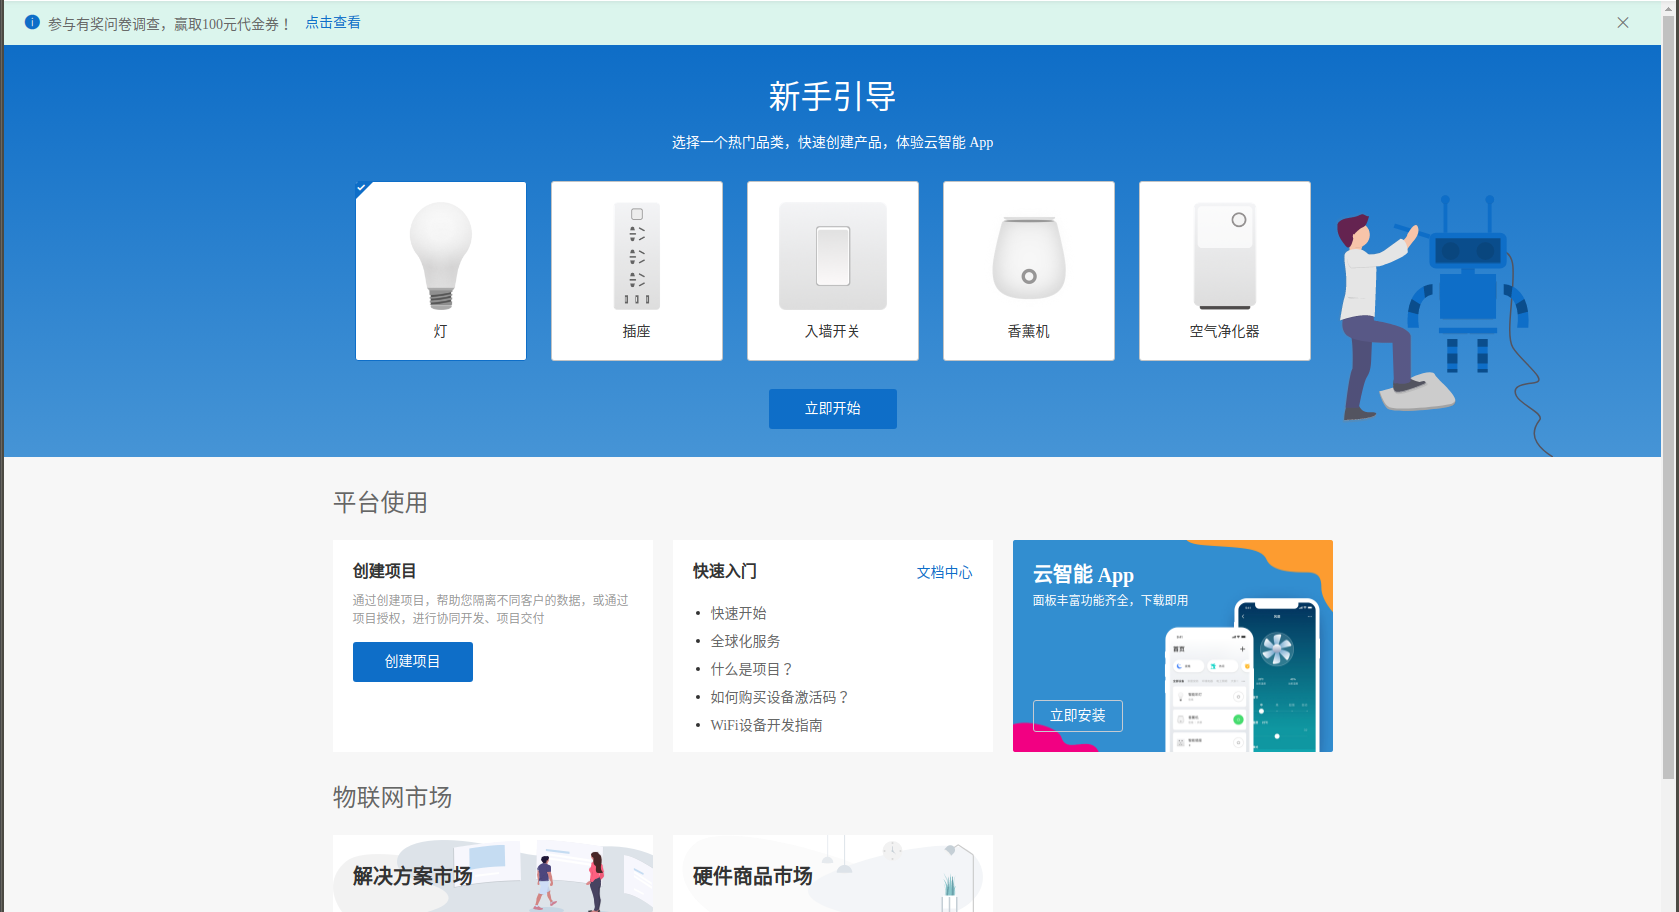 参与有奖问卷调查，赢取100元代金券！ 点击查看
新手引导
选择一个热门品类，快速创建产品，体验云智能 App
灯
插座
入墙开关
香薰机
空气净化器
立即开始
平台使用
创建项目
通过创建项目，帮助您隔离不同客户的数据，或通过
项目授权，进行协同开发、项目交付
创建项目
快速入门
文档中心
快速开始
全球化服务
什么是项目？
如何购买设备激活码？
WiFi设备开发指南
云智能 App
面板丰富功能齐全，下载即用
首页
立即安装
物联网市场
解决方案市场
硬件商品市场